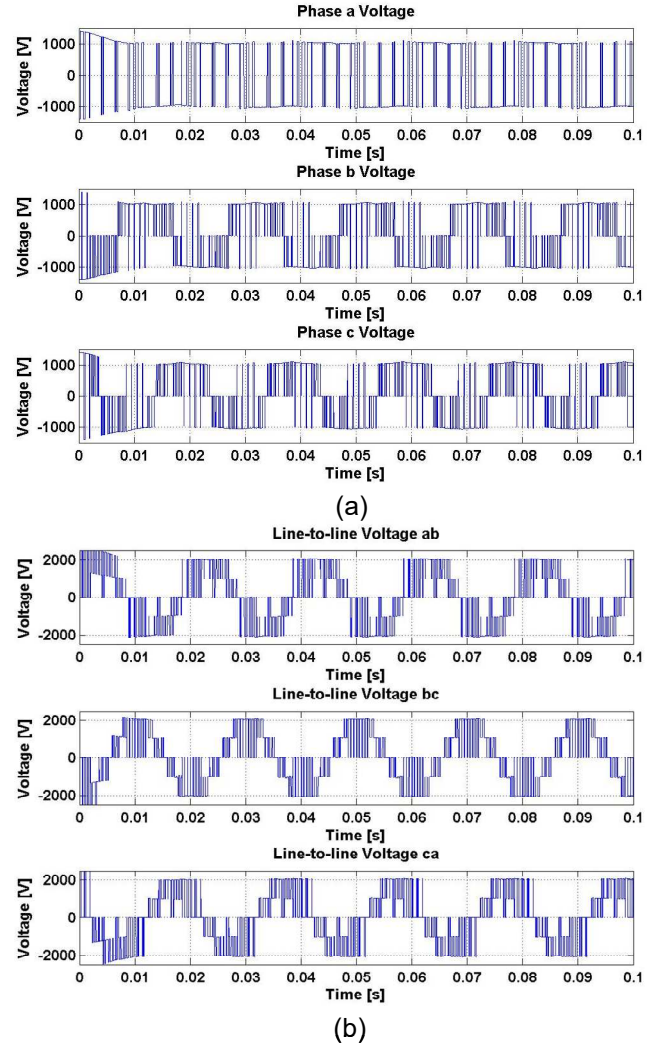 Phase a Voltage
Voltage [V]
1000
0
-1000
0 0.01 0.02 0.03 0.04 0.05 0.06 0.07 0.08 0.09 0.1
Time [s]
Phase b Voltage
Voltage [V]
1000
0
-1000
0 0.01 0.02 0.03 0.04 0.05 0.06 0.07 0.08 0.09 0.1
Time [s]
Phase c Voltage
Voltage [V]
1000
0
-1000
0 0.01 0.02 0.03 0.04 0.05 0.06 0.07 0.08 0.09 0.1
Time [s]
(a)
Line-to-line Voltage ab
Voltage [V]
2000
0
-2000
0 0.01 0.02 0.03 0.04 0.05 0.06 0.07 0.08 0.09 0.1
Time [s]
Line-to-line Voltage bc
Voltage [V]
2000
0
-2000
0 0.01 0.02 0.03 0.04 0.05 0.06 0.07 0.08 0.09 0.1
Time [s]
Line-to-line Voltage ca
Voltage [V]
2000
0
-2000
0 0.01 0.02 0.03 0.04 0.05 0.06 0.07 0.08 0.09 0.1
Time [s]
(b)